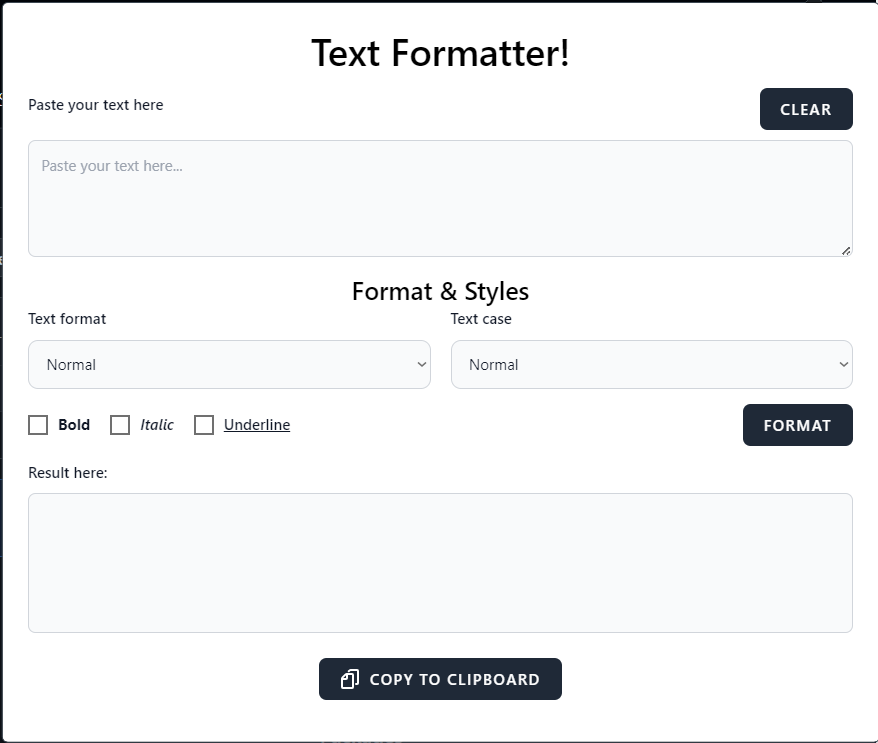 Text Formatter!
Paste your text here
CLEAR
Paste your text here...
Format & Styles
Text format
Text case
Normal
Normal
Bold
Italic
Underline
FORMAT
Result here:
COPY TO CLIPBOARD